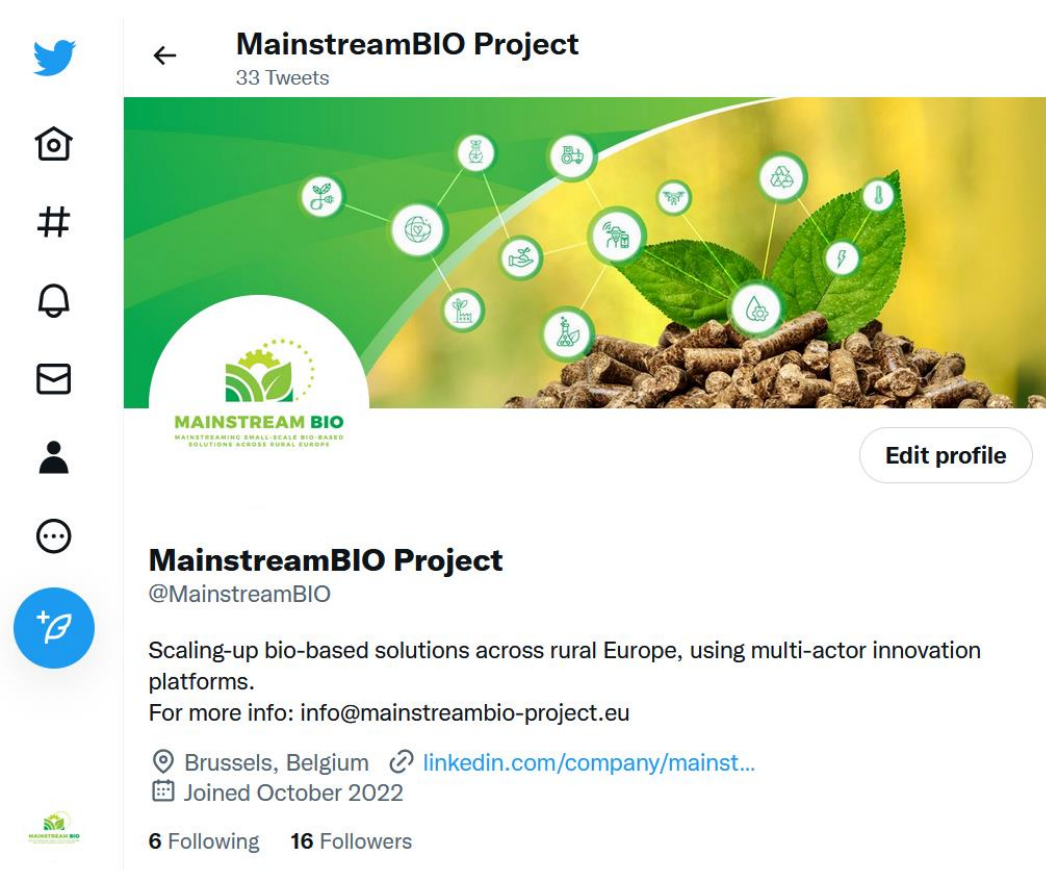 MainstreamBIO Project
33 Tweets
MAINSTREAM BIO
MAINSTREAMING SMALL-SCALE BIO-BASED
SOLUTIONS ACROSS RURAL EUROPE
Edit profile
MainstreamBIO Project
@MainstreamBIO
Scaling-up bio-based solutions across rural Europe, using multi-actor innovation
platforms.
For more info: info@mainstreambio-project.eu
Brussels, Belgium linkedin.com/company/mainst...
Joined October 2022
6 Following 16 Followers
MAINSTREAM BIO